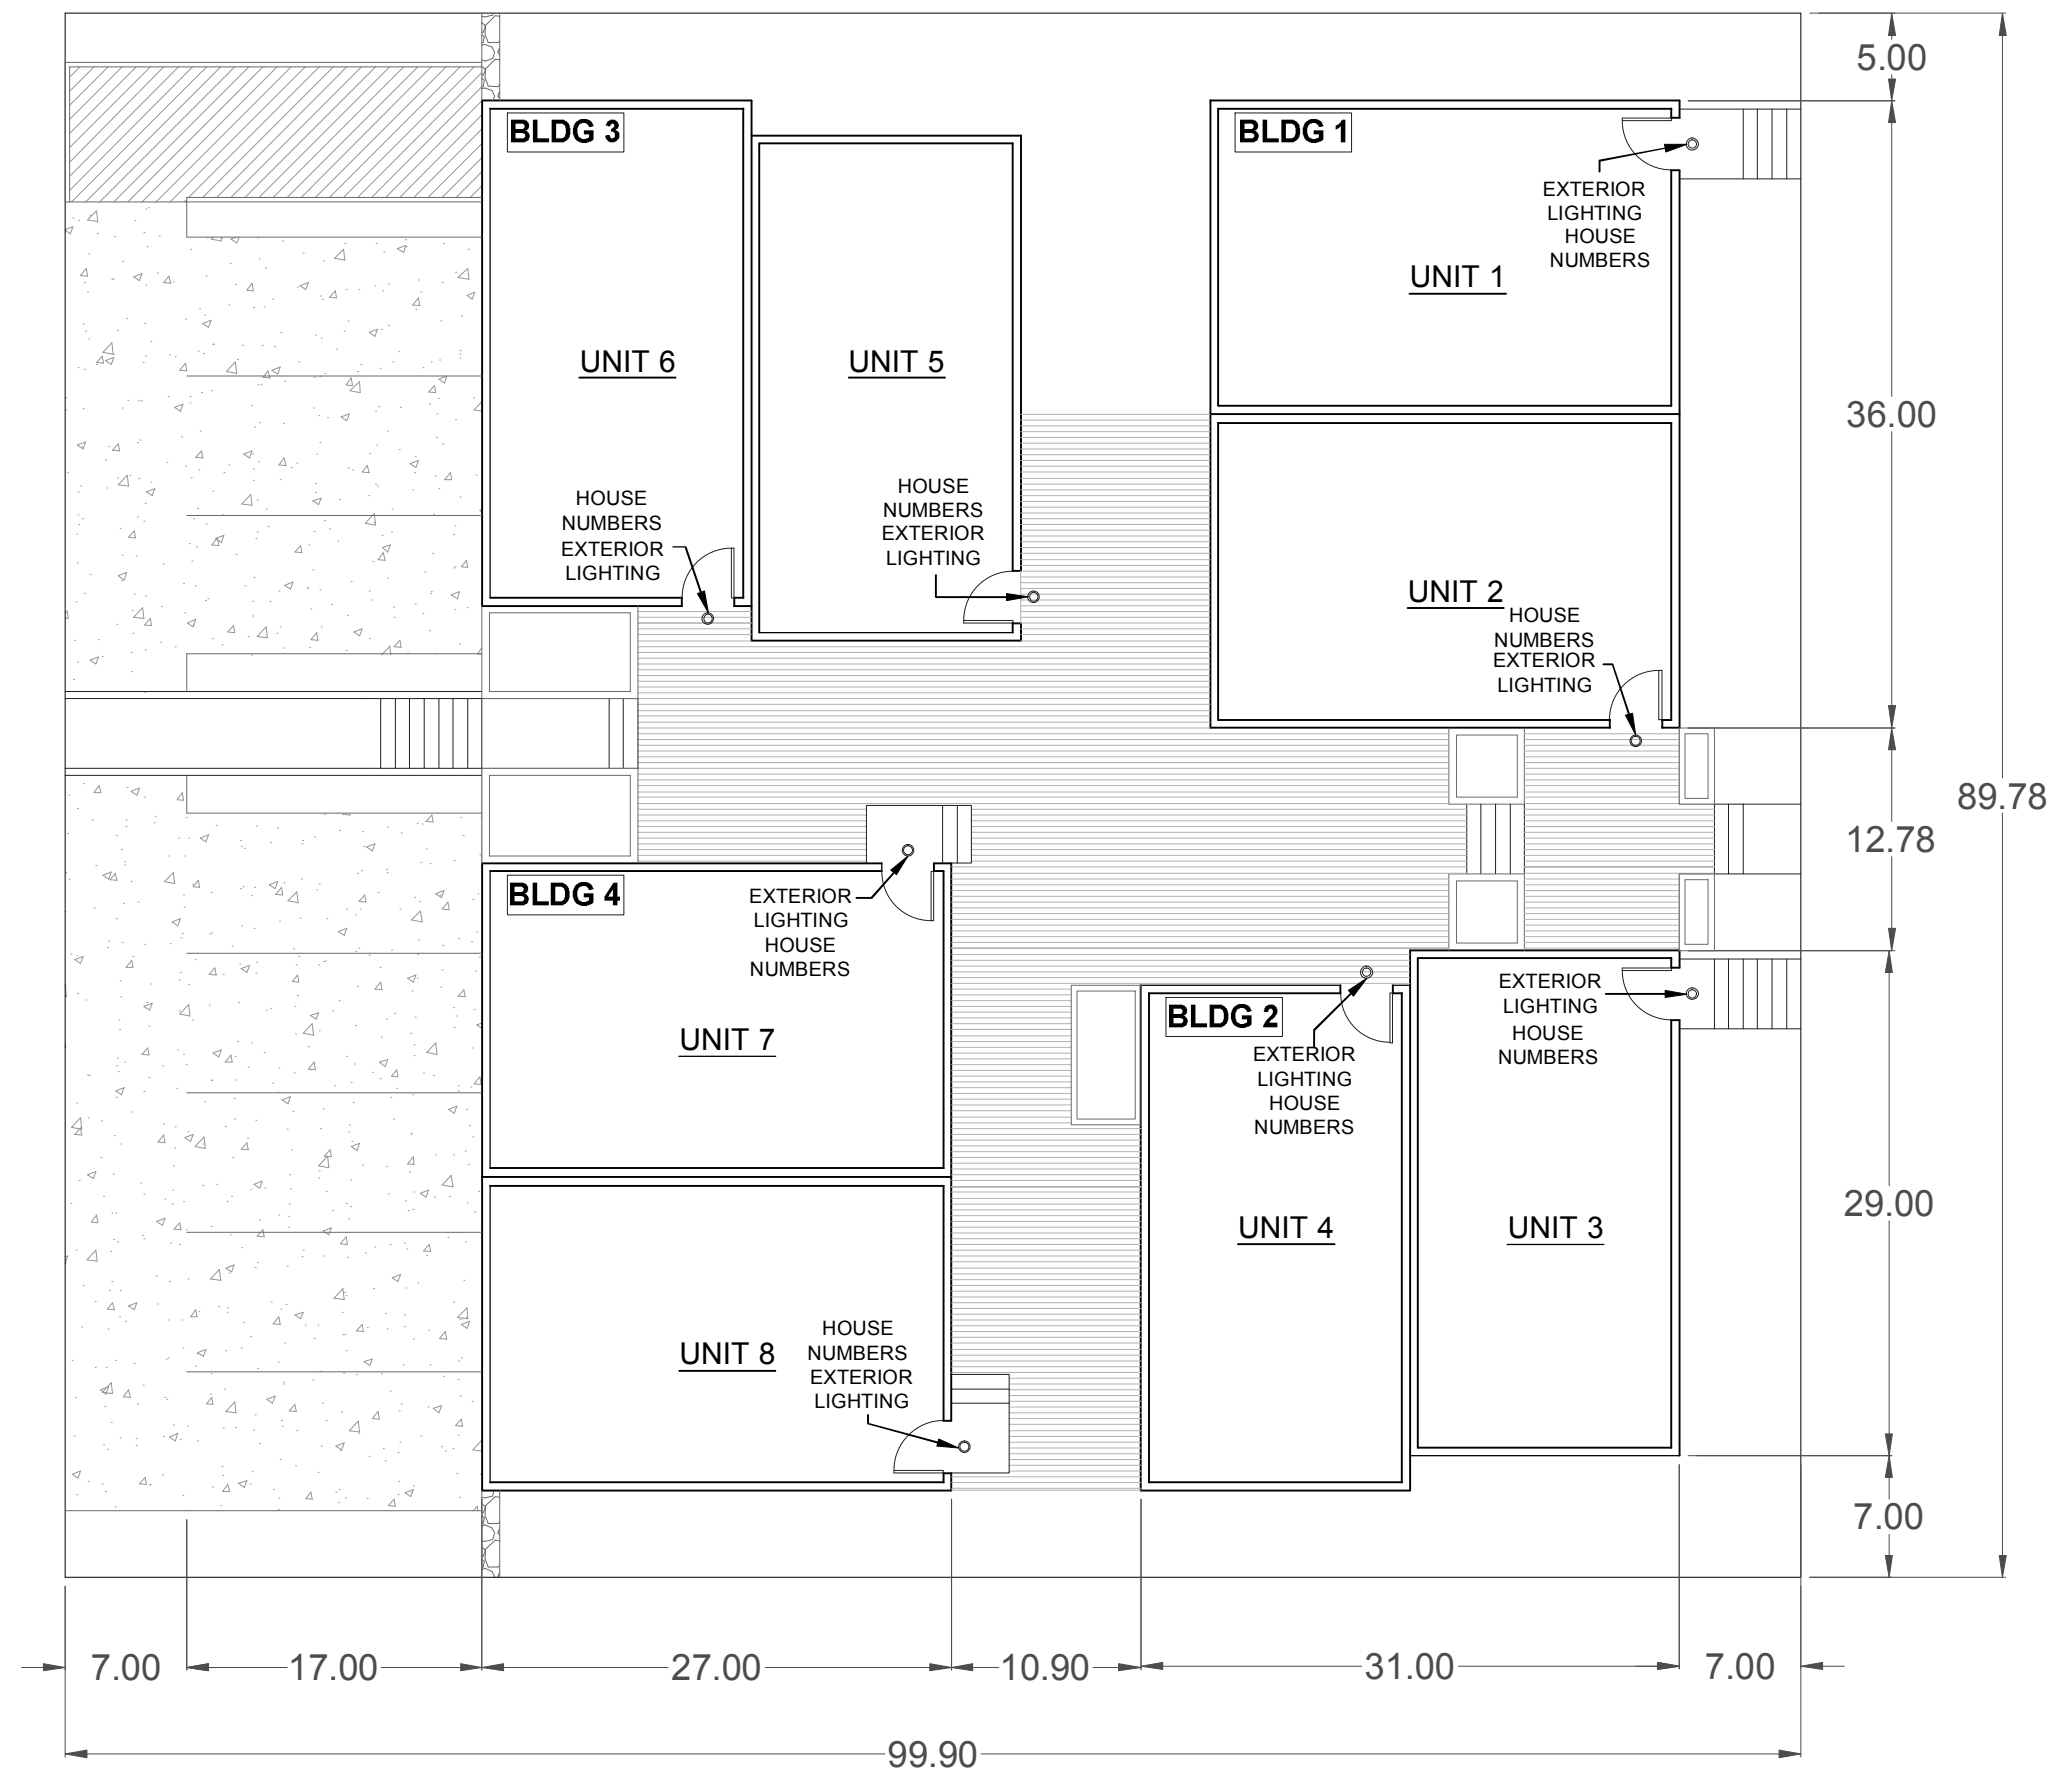 5.00
BLDG 3
BLDG 1
EXTERIOR
LIGHTING
HOUSE
NUMBERS
UNIT 1
UNIT 6
UNIT 5
36.00
HOUSE
NUMBERS
EXTERIOR
LIGHTING
HOUSE
NUMBERS
EXTERIOR
LIGHTING
UNIT 2
HOUSE
NUMBERS
EXTERIOR
LIGHTING
89.78
12.78
BLDG 4
EXTERIOR
LIGHTING
HOUSE
NUMBERS
UNIT 7
BLDG 2
EXTERIOR
LIGHTING
HOUSE
NUMBERS
EXTERIOR
LIGHTING
HOUSE
NUMBERS
29.00
UNIT 4
UNIT 3
UNIT 8
HOUSE
NUMBERS
EXTERIOR
LIGHTING
7.00
7.00
17.00
27.00
10.90
31.00
7.00
99.90